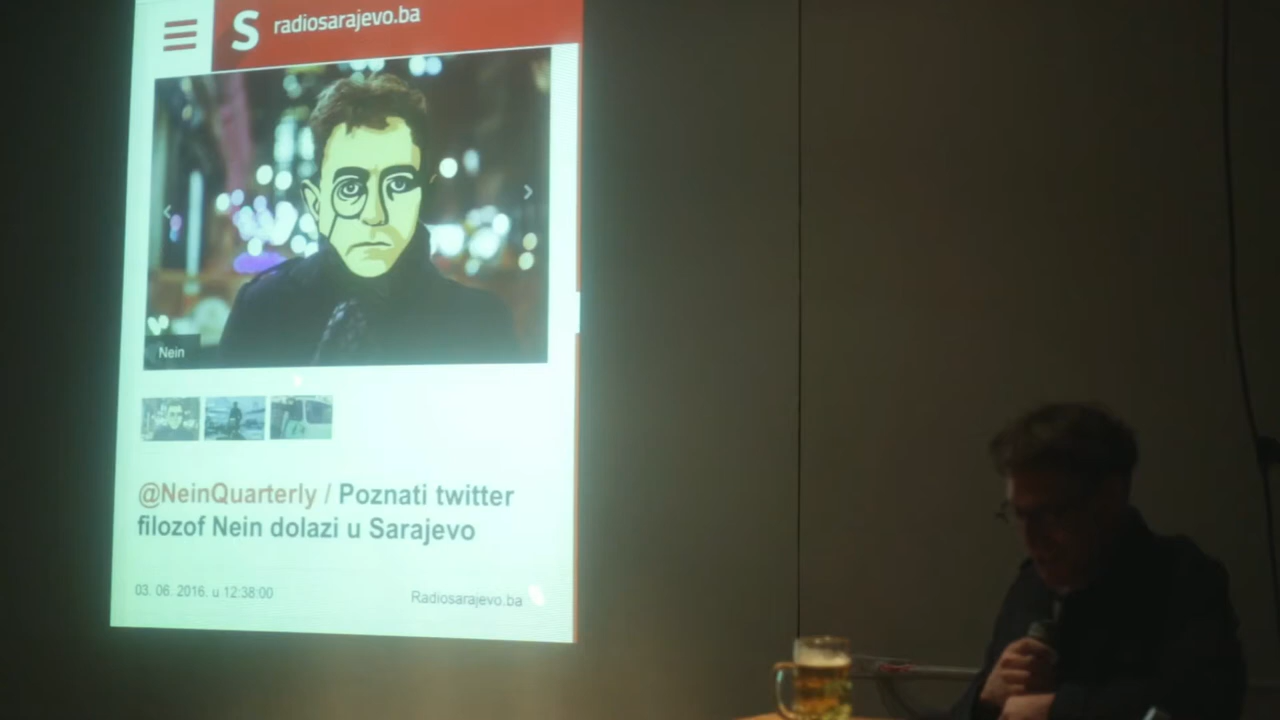 S radiosarajevo.ba
Nein
@NeinQuarterly / Poznati twitter
filozof Nein dolazi u Sarajevo
03. 06. 2016. u 12:38:00
Radiosarajevo.ba